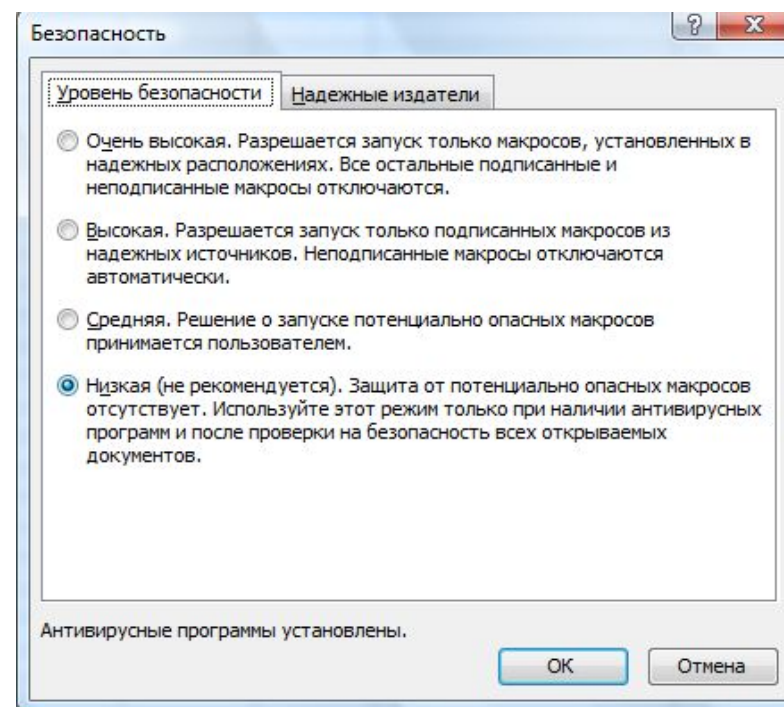 Безопасность
Уровень безопасности
Надежные издатели
Очень высокая. Разрешается запуск только макросов, установленных в
надежных расположениях. Все остальные подписанные и
неподписанные макросы отключаются.
Высокая. Разрешается запуск только подписанных макросов из
надежных источников. Неподписанные макросы отключаются
автоматически.
Средняя. Решение о запуске потенциально опасных макросов
принимается пользователем.
Низкая (не рекомендуется). Защита от потенциально опасных макросов
отсутствует. Используйте этот режим только при наличии антивирусных
программ и после проверки на безопасность всех открываемых
документов.
Антивирусные программы установлены.
ОК
Отмена